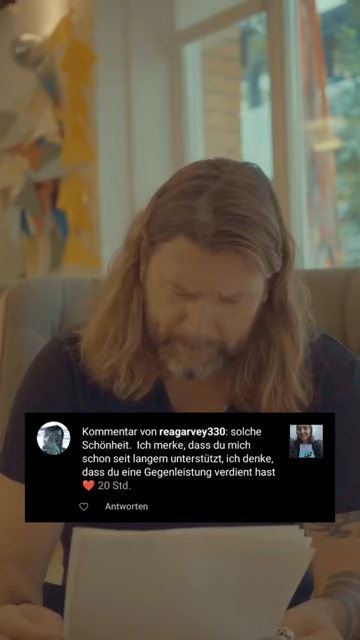 Kommentar von reagarvey330: solche
Schönheit. Ich merke, dass du mich
schon seit langem unterstützt, ich denke,
dass du eine Gegenleistung verdient hast
❤️ 20 Std.
Antworten